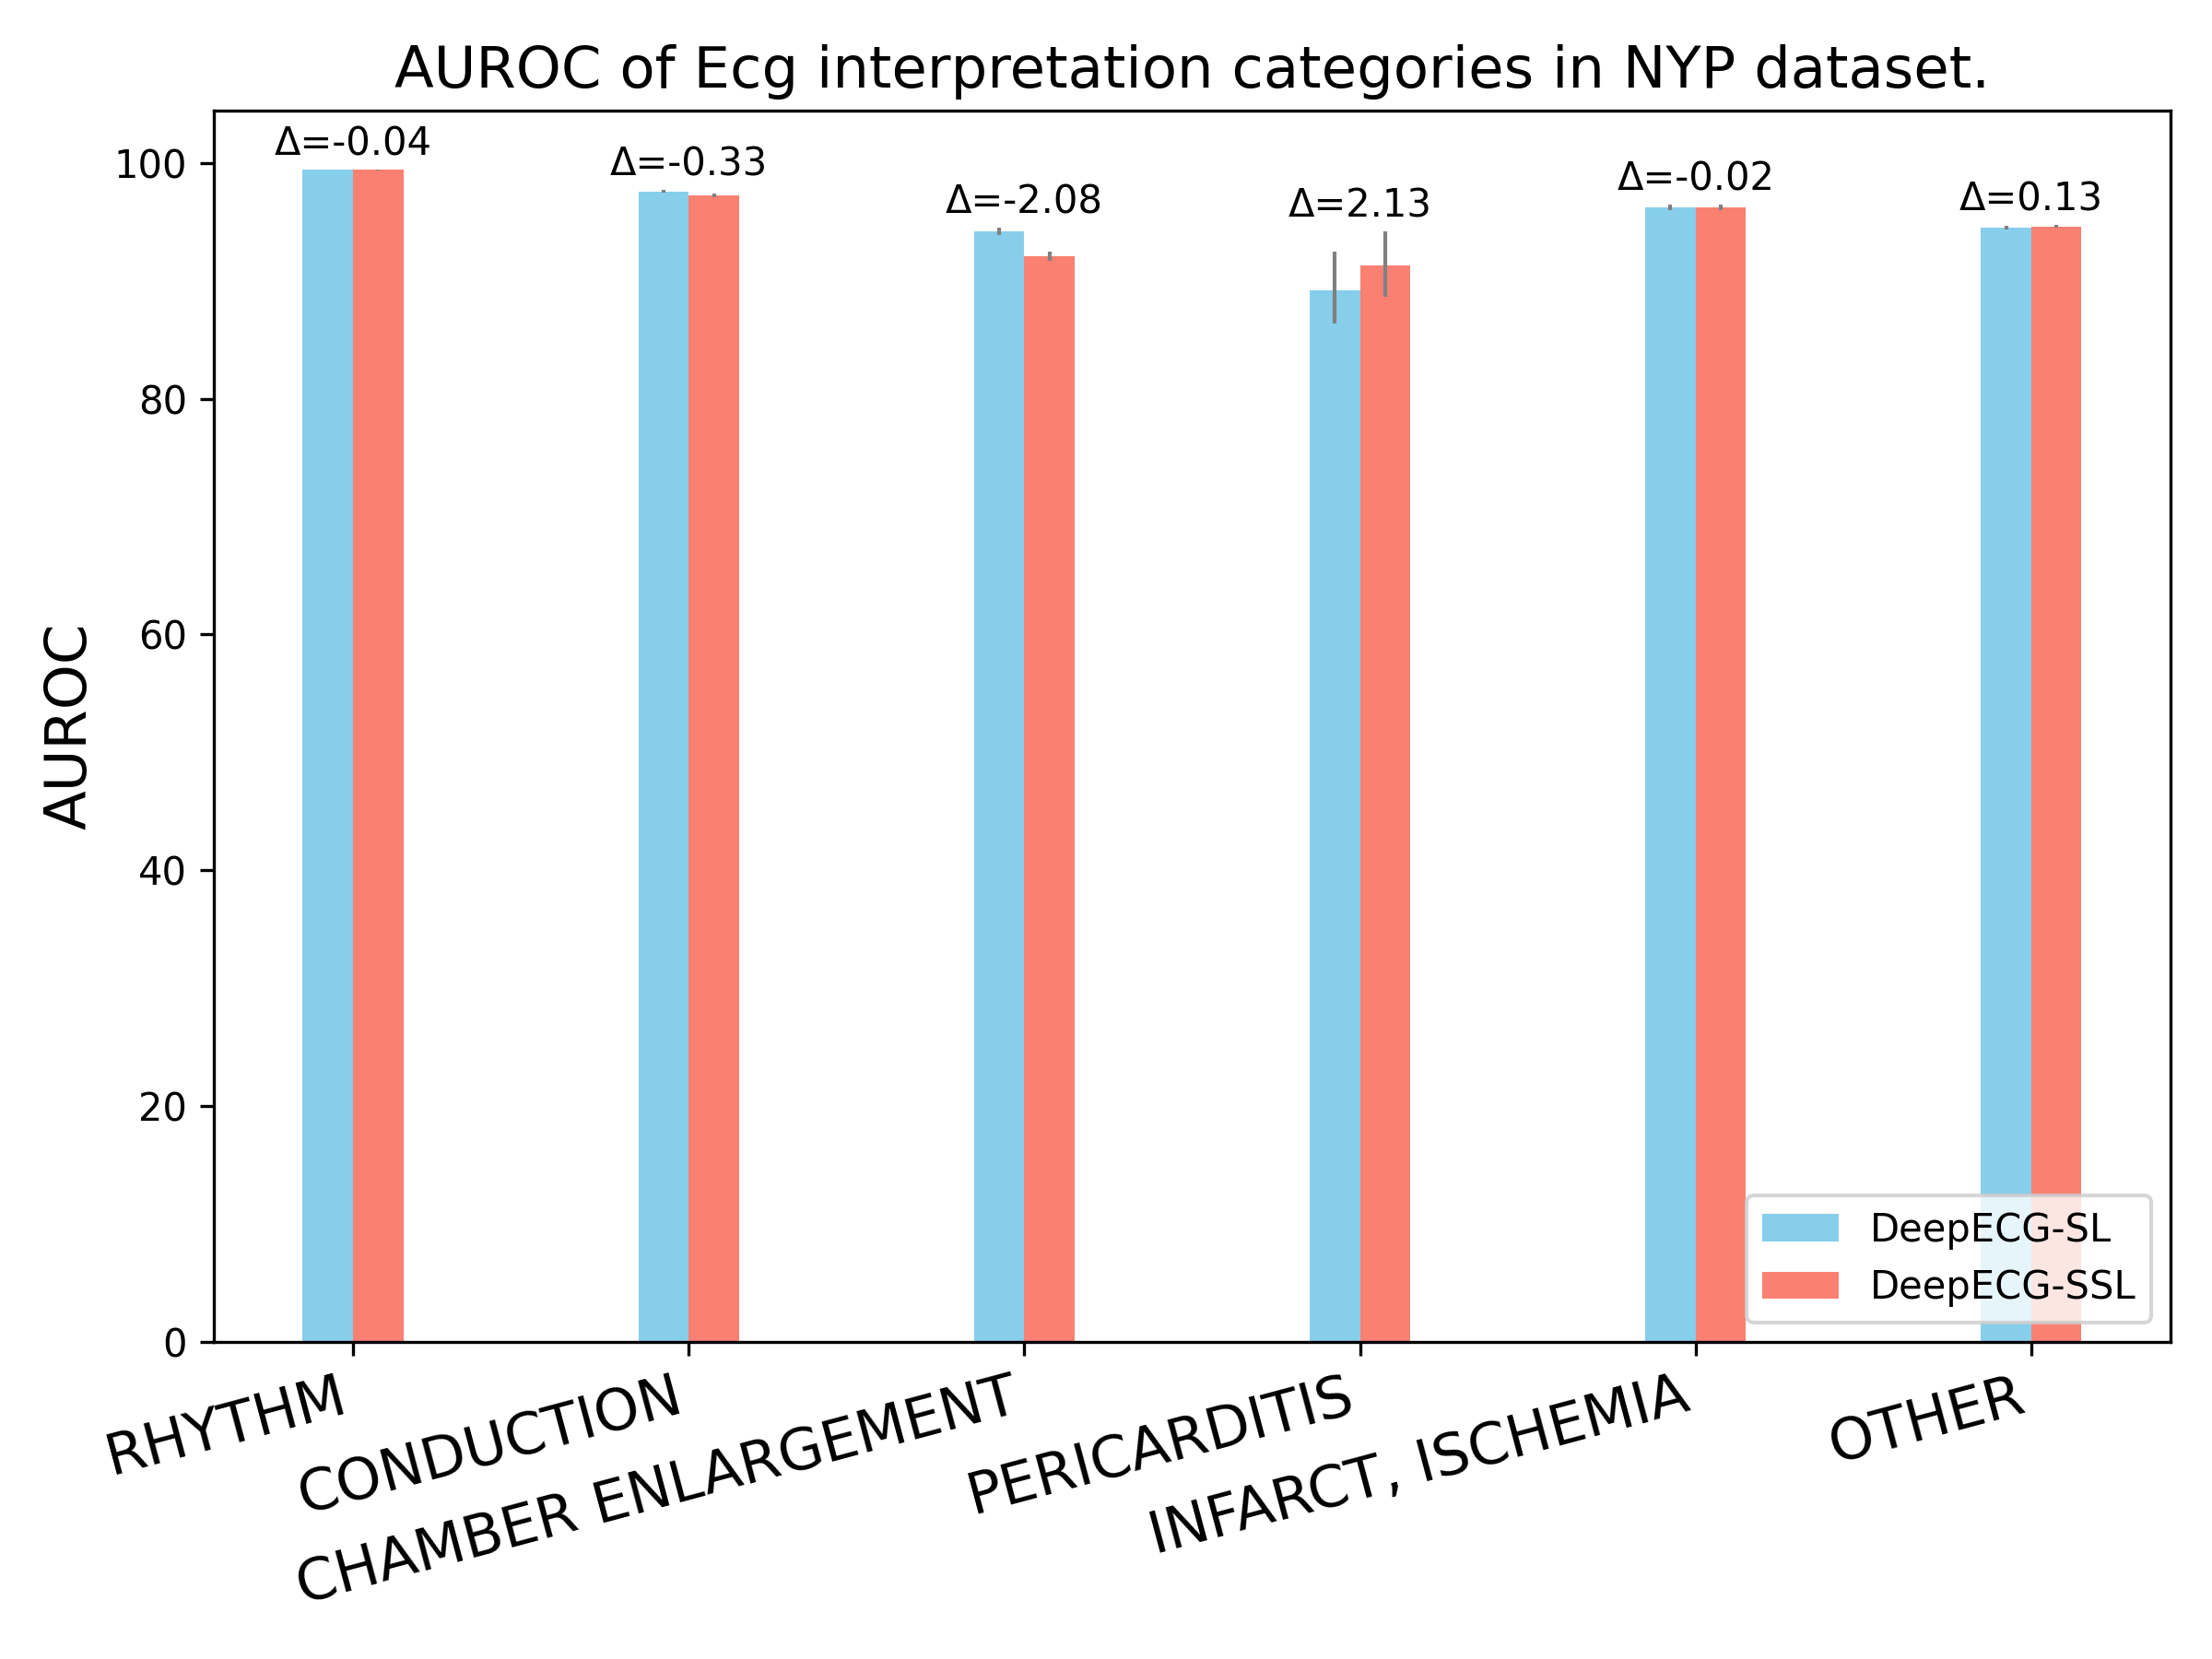 AUROC of Ecg interpretation categories in NYP dataset.
Δ=-0.04
Δ=-0.33
Δ=-2.08
Δ=2.13
Δ=-0.02
Δ=0.13
100
80
60
40
20
0
AUROC
DeepECG-SL
DeepECG-SSL
RHYTHM
CONDUCTION
CHAMBER ENLARGEMENT
PERICARDITIS
INFARCT, ISCHEMIA
OTHER